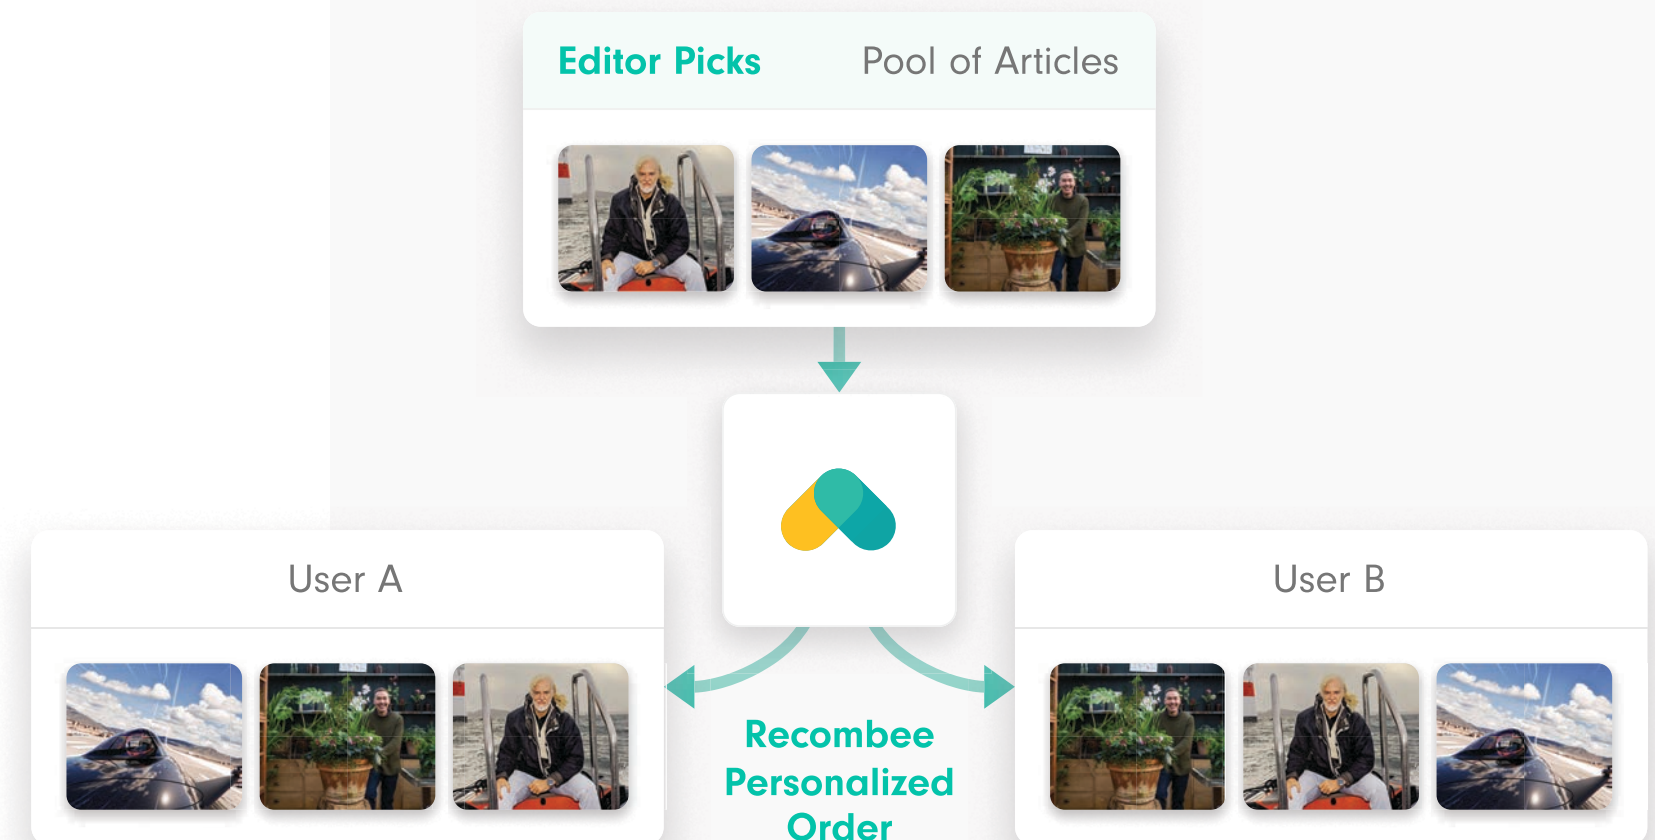 Editor Picks
Pool of Articles
User A
User B
Recombee
Personalized
Order